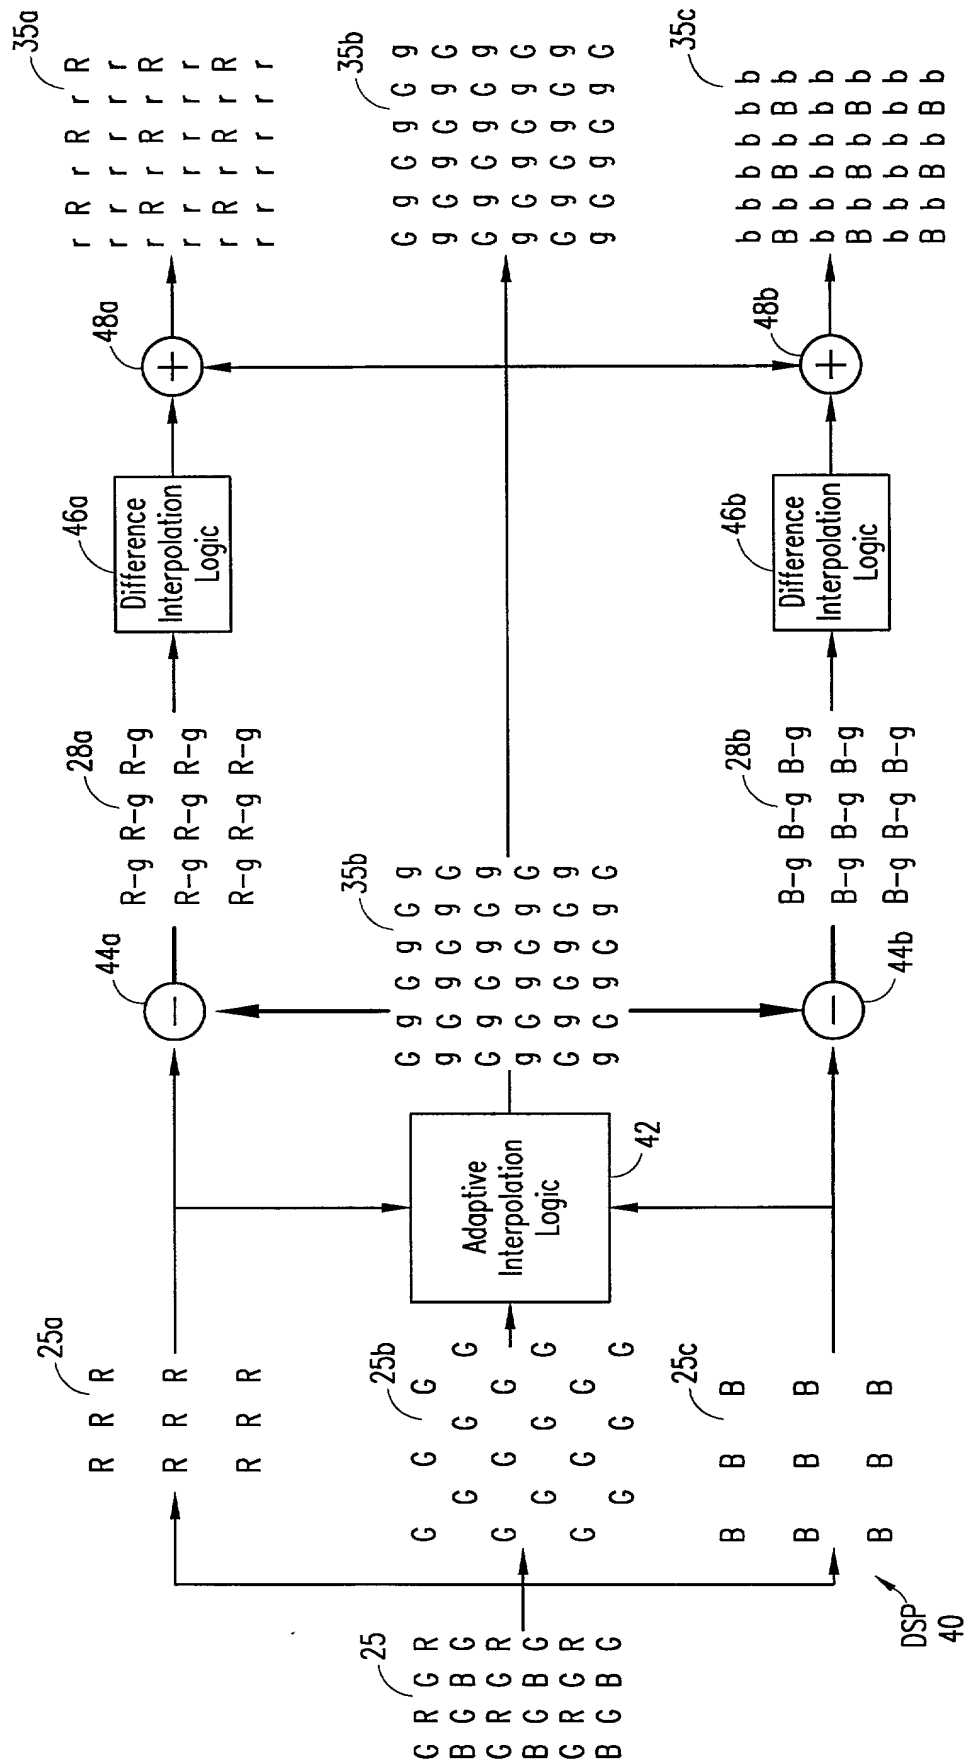 25
G R G R
B G B G
G R G R
B G B G
G R G R
B G B G
25a
R R R
R R R
R R R
25b
G G G
G G G
G G G
G G G
G G G
G G G
25c
B B B
B B B
B B B
DSP
40
Adaptive
Interpolation
Logic
42
44a
−
44b
−
35b
G g G g G g
g G g G g G
G g G g G g
g G g G g G
G g G g G g
g G g G g G
28a
R-g R-g R-g
R-g R-g R-g
R-g R-g R-g
28b
B-g B-g B-g
B-g B-g B-g
B-g B-g B-g
46a
Difference
Interpolation
Logic
46b
Difference
Interpolation
Logic
48a
+
48b
+
35a
r R r R r R
r r r r r r
r R r R r R
r r r r r r
r R r R r R
r r r r r r
35b
G g G g G g
g G g G g G
G g G g G g
g G g G g G
G g G g G g
g G g G g G
35c
b b b b b b
B B b b B b
b b b b b b
B B b b B b
b b b b b b
B B b b B b